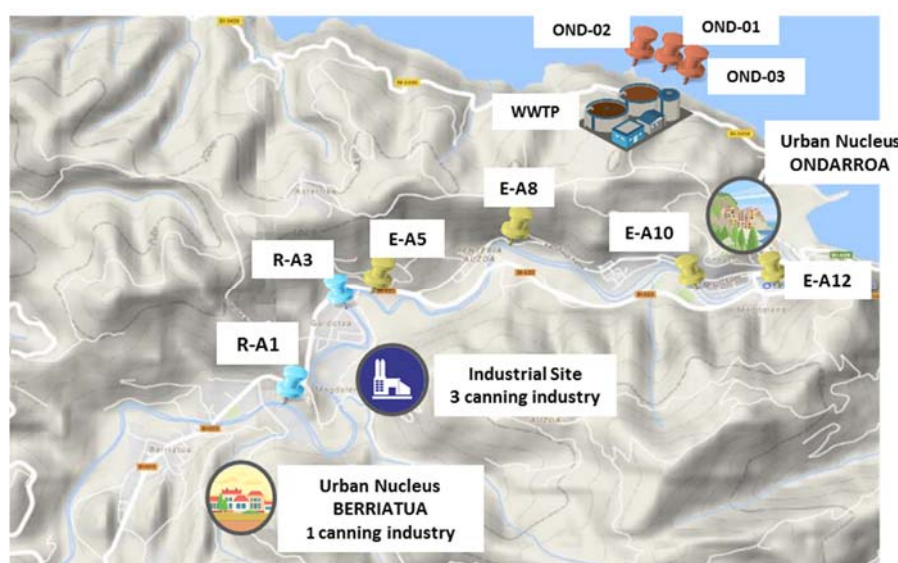 OND-02
OND-01
OND-03
WWTP
Urban Nucleus
ONDARROA
E-A8
E-A5
E-A10
R-A3
E-A12
R-A1
Industrial Site
3 canning industry
Berriatua
Urban Nucleus
BERRIATUA
1 canning industry